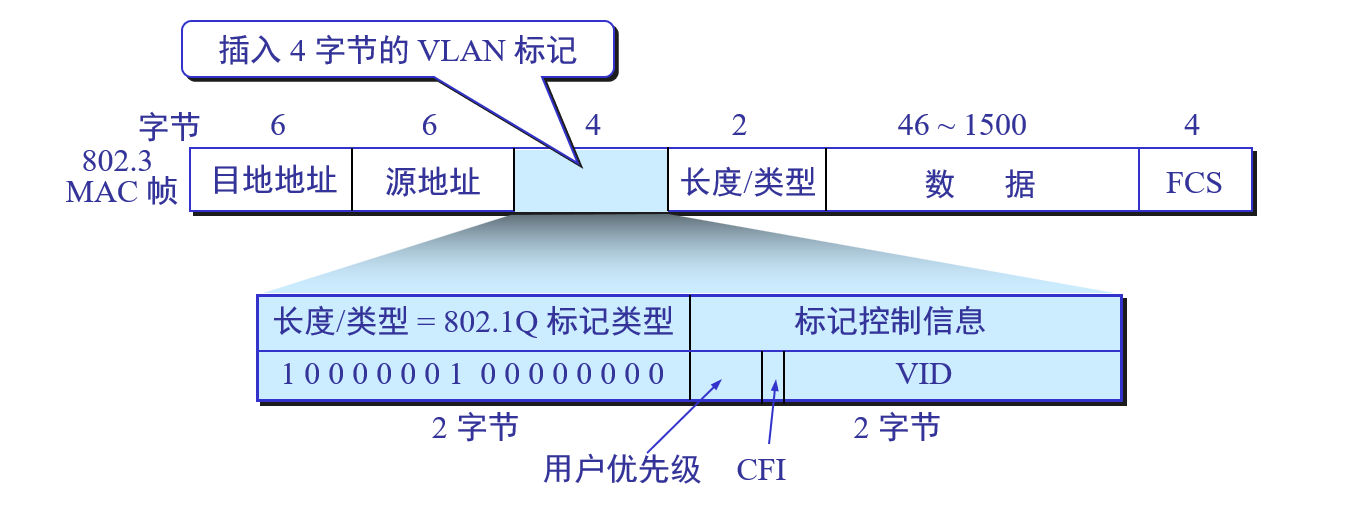 插入 4 字节的 VLAN 标记
字节 6 6 4 2 46 ~ 1500 4
802.3
MAC 帧
目地地址 源地址 长度/类型 数 据 FCS
长度/类型 = 802.1Q 标记类型 标记控制信息
1 0 0 0 0 0 0 1 0 0 0 0 0 0 0 0 VID
2 字节 2 字节
用户优先级 CFI